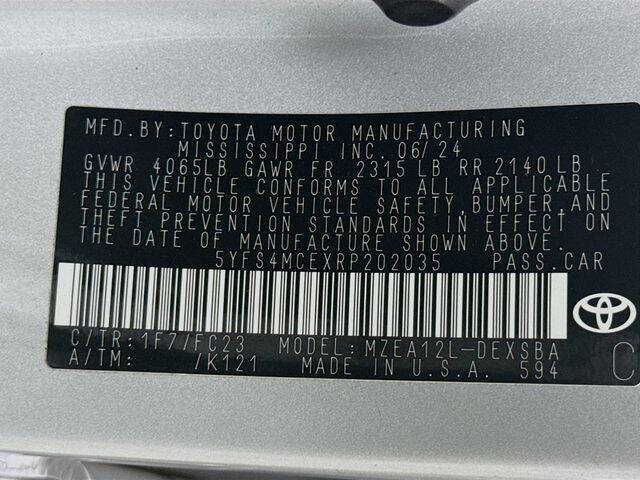 MFD. BY: TOYOTA MOTOR MANUFACTURING
MISSISSIPPI INC. 06/24
GVWR 4065LB GAWR FR 2315 LB RR 2140 LB
THIS VEHICLE CONFORMS TO ALL APPLICABLE
FEDERAL MOTOR VEHICLE SAFETY, BUMPER, AND
THEFT PREVENTION STANDARDS IN EFFECT ON
THE DATE OF MANUFACTURE SHOWN ABOVE.
5YFS4MCEXRP202035 PASS. CAR
C/TR: 1F7/FC23 MODEL: MZEA12L-DEXSBA
A/TM: /K121 MADE IN U.S.A. 594
C